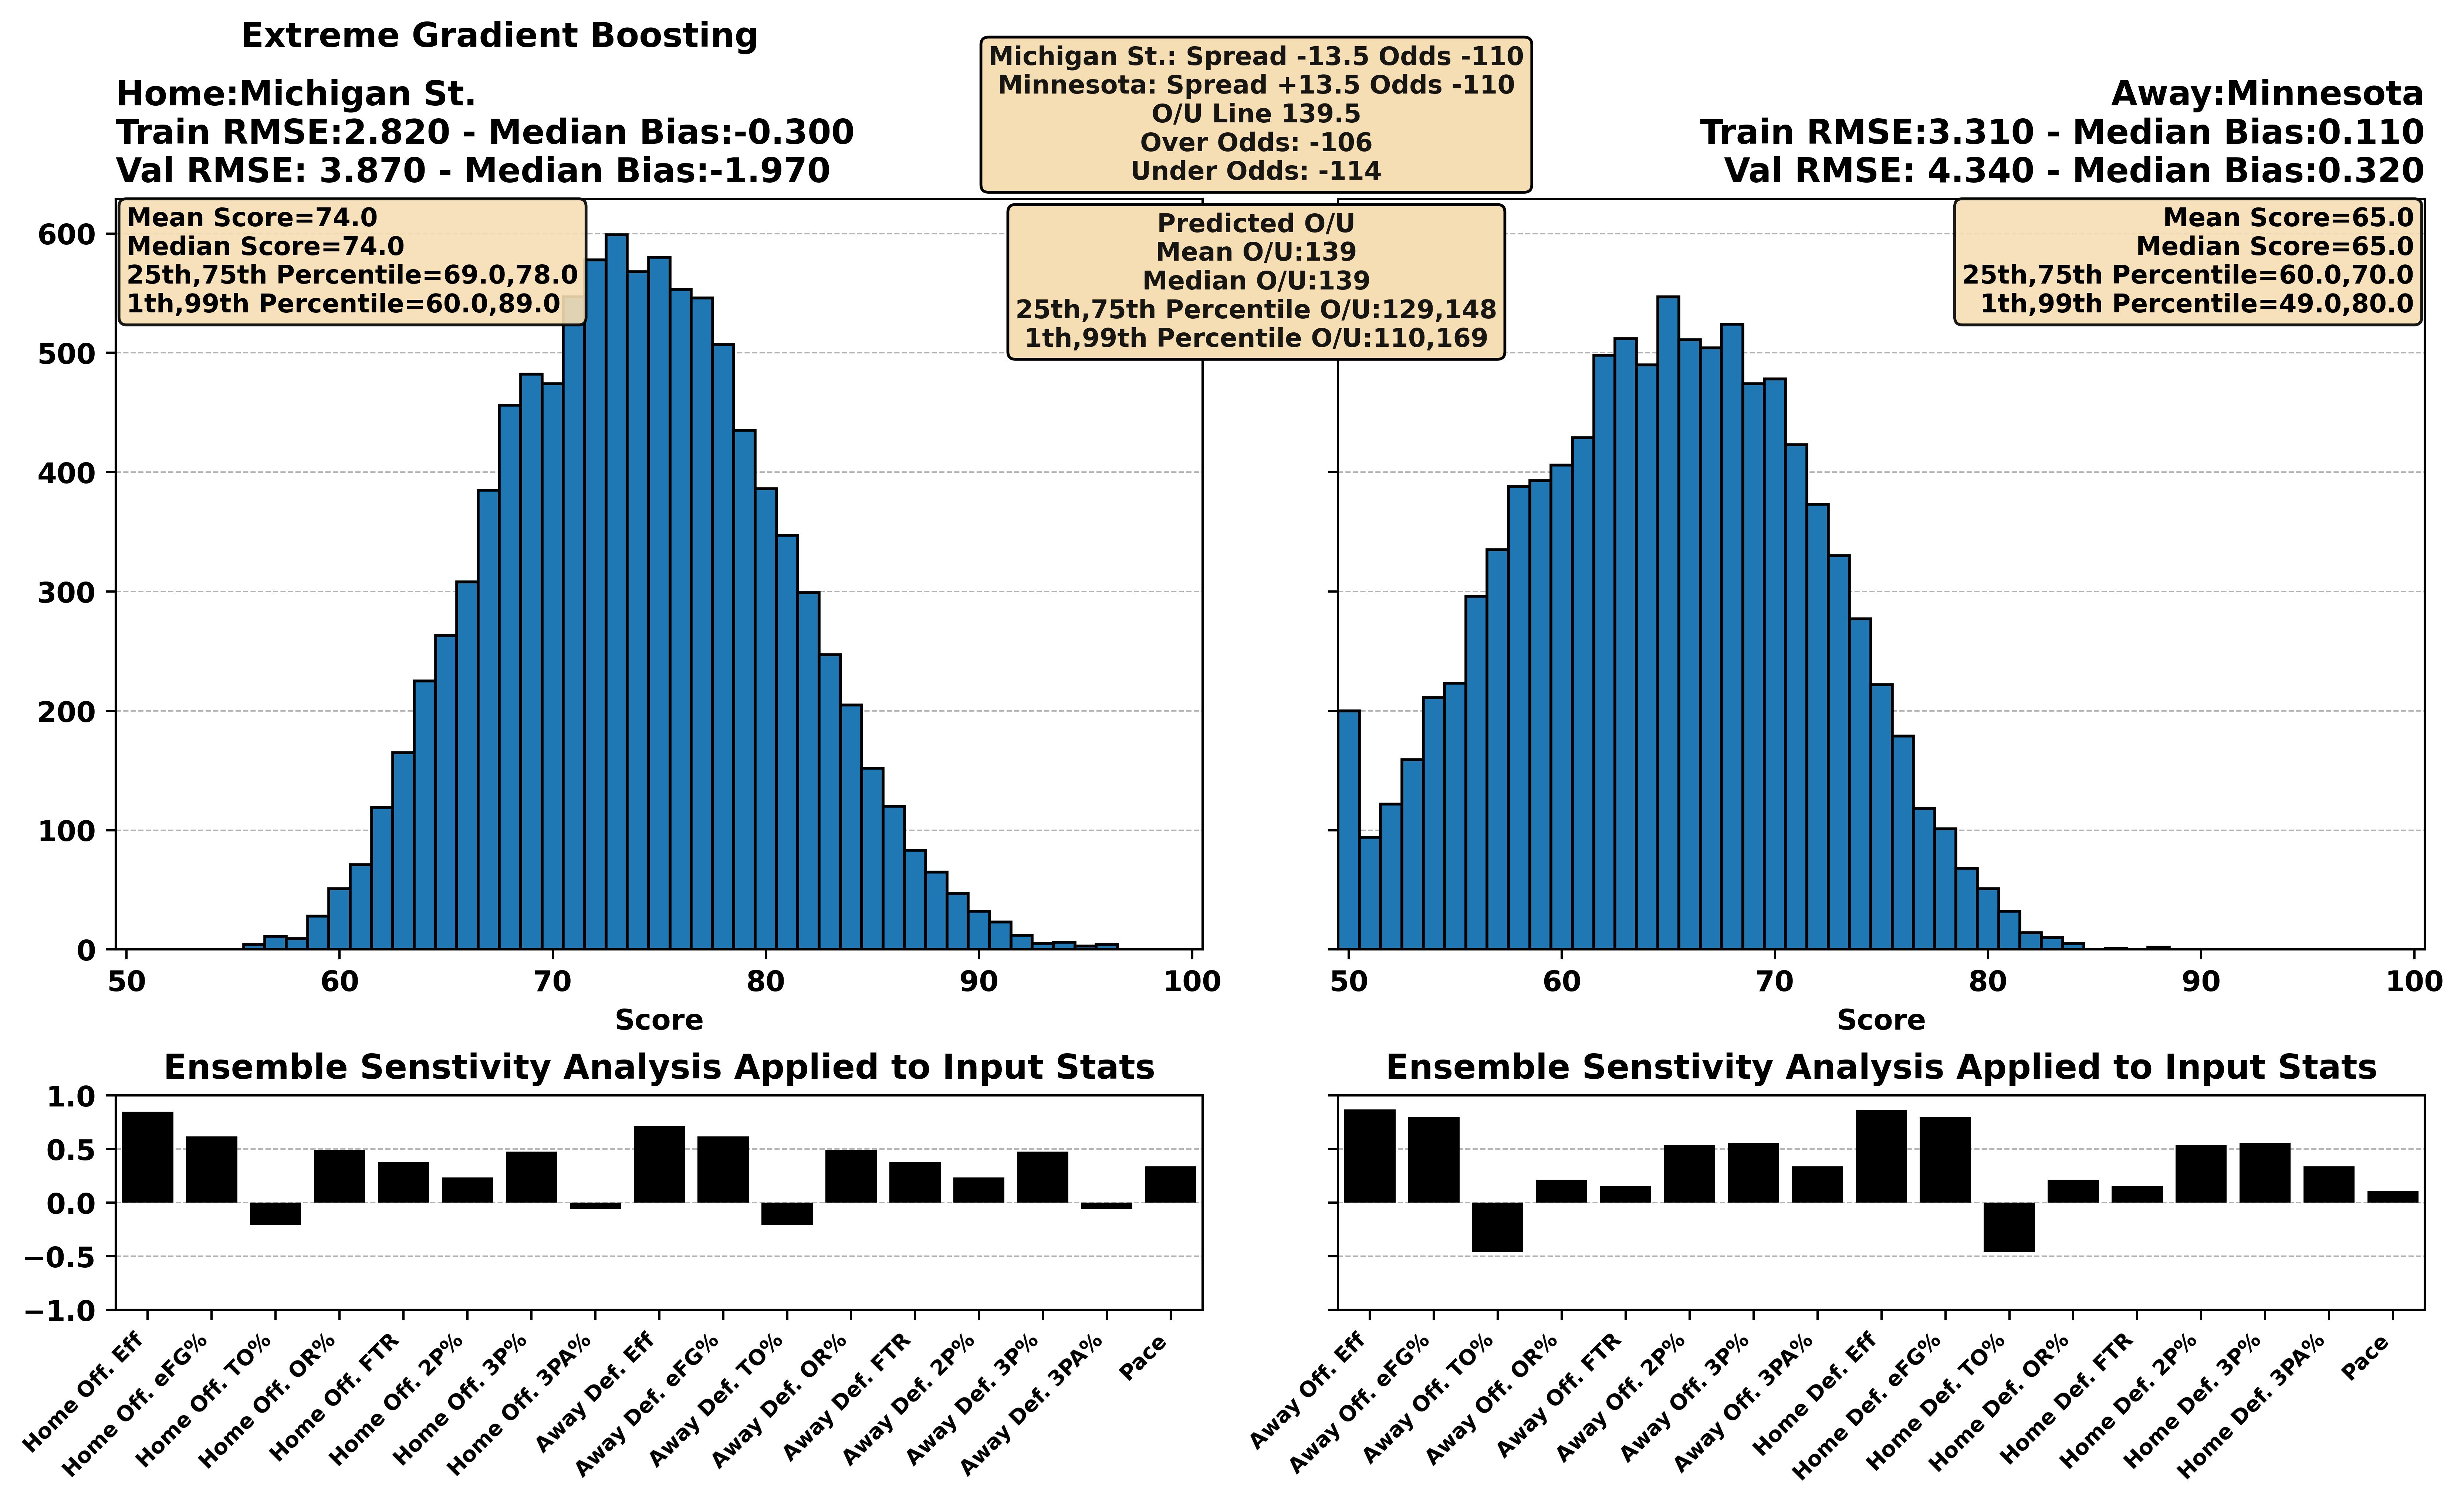 Extreme Gradient Boosting
Home:Michigan St.
Train RMSE:2.820 - Median Bias:-0.300
Val RMSE: 3.870 - Median Bias:-1.970
Michigan St.: Spread -13.5 Odds -110
Minnesota: Spread +13.5 Odds -110
O/U Line 139.5
Over Odds: -106
Under Odds: -114
Away:Minnesota
Train RMSE:3.310 - Median Bias:0.110
Val RMSE: 4.340 - Median Bias:0.320
Mean Score=74.0
Median Score=74.0
25th,75th Percentile=69.0,78.0
1th,99th Percentile=60.0,89.0
Predicted O/U
Mean O/U:139
Median O/U:139
25th,75th Percentile O/U:129,148
1th,99th Percentile O/U:110,169
Mean Score=65.0
Median Score=65.0
25th,75th Percentile=60.0,70.0
1th,99th Percentile=49.0,80.0
600
500
400
300
200
100
0
50 60 70 80 90 100
Score
50 60 70 80 90 100
Score
Ensemble Senstivity Analysis Applied to Input Stats
1.0
0.5
0.0
−0.5
−1.0
Home Off. Eff
Home Off. eFG%
Home Off. TO%
Home Off. OR%
Home Off. FTR
Home Off. 2P%
Home Off. 3P%
Home Off. 3PA%
Away Def. Eff
Away Def. eFG%
Away Def. TO%
Away Def. OR%
Away Def. FTR
Away Def. 2P%
Away Def. 3P%
Away Def. 3PA%
Pace
Ensemble Senstivity Analysis Applied to Input Stats
Away Off. Eff
Away Off. eFG%
Away Off. TO%
Away Off. OR%
Away Off. FTR
Away Off. 2P%
Away Off. 3P%
Away Off. 3PA%
Home Def. Eff
Home Def. eFG%
Home Def. TO%
Home Def. OR%
Home Def. FTR
Home Def. 2P%
Home Def. 3P%
Home Def. 3PA%
Pace